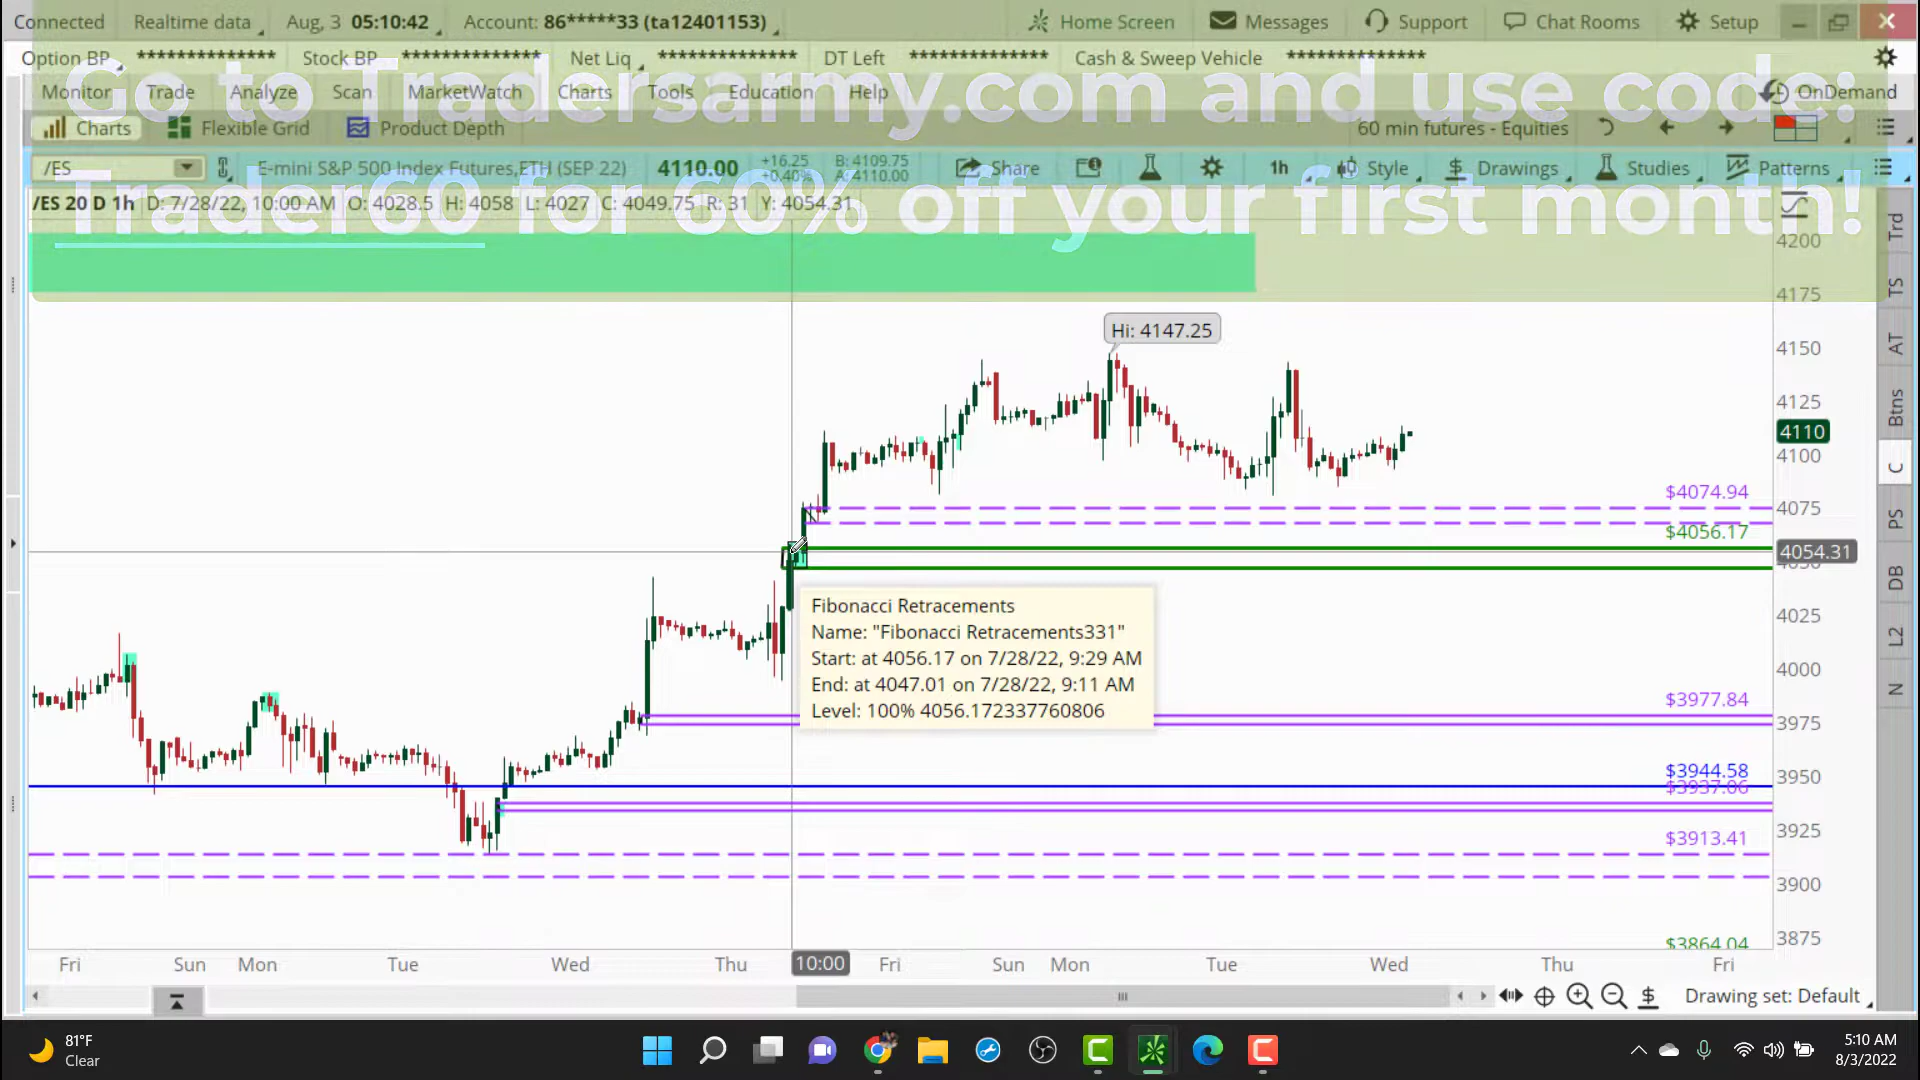 Connected Realtime data Aug, 3 05:10:42 Account: 86*****33 (ta12401153) Home Screen Messages Support Chat Rooms Setup
Option BP ************** Stock BP ************** Net Liq ************** DT Left ************** Cash & Sweep Vehicle **************
Go to Tradersarmy.com and use code:
Monitor Trade Analyze Scan MarketWatch Charts Tools Education Help OnDemand
Charts Flexible Grid Product Depth 60 min futures - Equities
/ES E-mini S&P 500 Index Futures,ETH (SEP 22) 4110.00 +16.25 B: 4109.75 Share 1h Style Drawings Studies Patterns
+0.40% A: 4110.00
Trader60 for 60% off your first month!
/ES 20 D 1h D: 7/28/22, 10:00 AM O: 4028.5 H: 4058 L: 4027 C: 4049.75 R: 31 Y: 4054.31
Trd
4200
TS
4175
Hi: 4147.25
AT
4150
4125
Btns
4110
4100
C
$4074.94
4075
PS
$4056.17
4054.31
DB
Fibonacci Retracements
4025
Name: "Fibonacci Retracements331"
L2
Start: at 4056.17 on 7/28/22, 9:29 AM
4000
End: at 4047.01 on 7/28/22, 9:11 AM
N
Level: 100% 4056.172337760806
$3977.84
3975
$3944.58
3950
$3937.06
3925
$3913.41
3900
$3864.04
3875
Fri Sun Mon Tue Wed Thu 10:00 Fri Sun Mon Tue Wed Thu Fri
Drawing set: Default
81°F
Clear
5:10 AM
8/3/2022